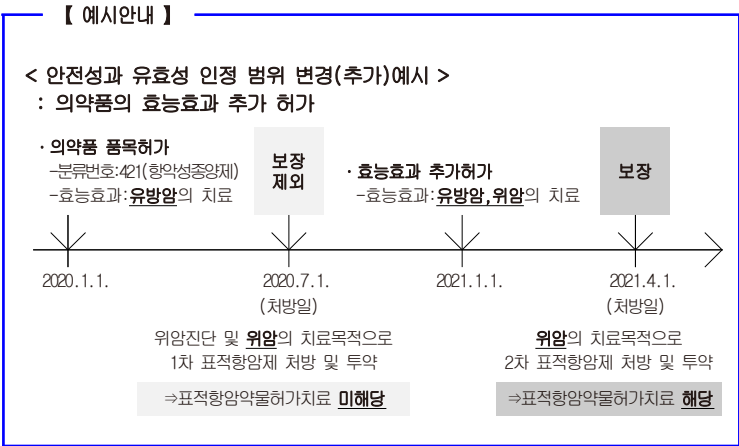 【 예시안내 】
< 안전성과 유효성 인정 범위 변경(추가)예시 >
: 의약품의 효능효과 추가 허가
· 의약품 품목허가
-분류번호:421(항악성종양제)
-효능효과:유방암의 치료
보장
제외
· 효능효과 추가허가
-효능효과:유방암,위암의 치료
보장
2020.1.1.
2020.7.1.
(처방일)
2021.1.1.
2021.4.1.
(처방일)
위암진단 및 위암의 치료목적으로
1차 표적항암제 처방 및 투약
⇒표적항암약물허가치료 미해당
위암의 치료목적으로
2차 표적항암제 처방 및 투약
⇒표적항암약물허가치료 해당